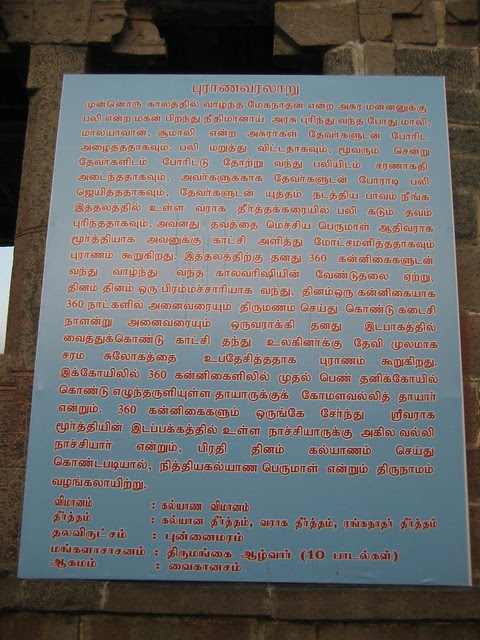 புராணவரலாறு
முன்னொரு காலத்தில் வாழ்ந்த மேகநாதன் என்ற அசுர மன்னனுக்கு
பலி என்ற மகன் பிறந்து நீதிமானாய் அரசு புரிந்து வந்த போது மாலி,
மால்யாவான், சூமாலி என்ற அசுரர்கள் தேவர்களுடன் போரிட
அழைத்ததாகவும், பலி மறுத்து விட்டதாகவும், மூவரும் சென்று
தேவர்களிடம் போரிட்டு தோற்று வந்து பலியிடம் சரணாகதி
அடைந்ததாகவும், அவர்களுக்காக தேவர்களுடன் போராடி பலி
ஜெயித்ததாகவும், தேவர்களுடன் யுத்தம் நடத்திய பாவம் நீங்க
இத்தலத்தில் உள்ள வராக தீர்த்தக்கரையில் பலி கடும் தவம்
புரிந்ததாகவும், அவனது தவத்தை மெச்சிய பெருமாள் ஆதிவராக
மூர்த்தியாக அவனுக்கு காட்சி அளித்து மோட்சமளித்ததாகவும்
புராணம் கூறுகிறது. இத்தலத்திற்கு தனது 360 கன்னிகைகளுடன்
வந்து வாழ்ந்து வந்த காலவரிஷியின் வேண்டுதலை ஏற்று,
தினம் தினம் ஒரு பிரம்மச்சாரியாக வந்து, தினம்ஒரு கன்னிகையாக
360 நாட்களில் அனைவரையும் திருமணம் செய்து கொண்டு கடைசி
நாளன்று அனைவரையும் ஒருவராக்கி தனது இடபாகத்தில்
வைத்துக்கொண்டு காட்சி தந்து உலகினர்க்கு தேவி மூலமாக
சரம சுலோகத்தை உபதேசித்ததாக புராணம் கூறுகிறது.
இக்கோயிலில் 360 கன்னிகைளிலில் முதல் பெண் தனிக்கோயில்
கொண்டு எழுந்தருளியுள்ள தாயாருக்குக் கோமளவல்லித் தாயார்
என்றும். 360 கன்னிகைகளும் ஒருங்கே சேர்ந்து ஸ்ரீவராக
மூர்த்தியின் இடப்பக்கத்தில் உள்ள நாச்சியாருக்கு அகில வல்லி
நாச்சியார் என்றும், பிரதி தினம் கல்யாணம் செய்து
கொண்டபடியால், நித்தியகல்யாண பெருமாள் என்றும் திருநாமம்
வழங்கலாயிற்று.
விமானம் : கல்யாண விமானம்
தீர்த்தம் : கல்யான தீர்த்தம், வராக தீர்த்தம், ரங்கநாதர் தீர்த்தம்
தலவிருட்சம் : புன்னைமரம்
மங்களாசாசனம் : திருமங்கை ஆழ்வார் (10 பாடல்கள்)
ஆகமம் : வைகானசம்